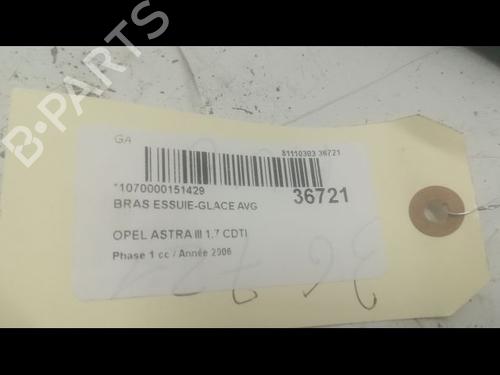 B·PARTS
GA
81110303 36721
*1070000151429
36721
BRAS ESSUIE-GLACE AVG
OPEL ASTRA III 1.7 CDTI
Phase 1 cc / Année 2006